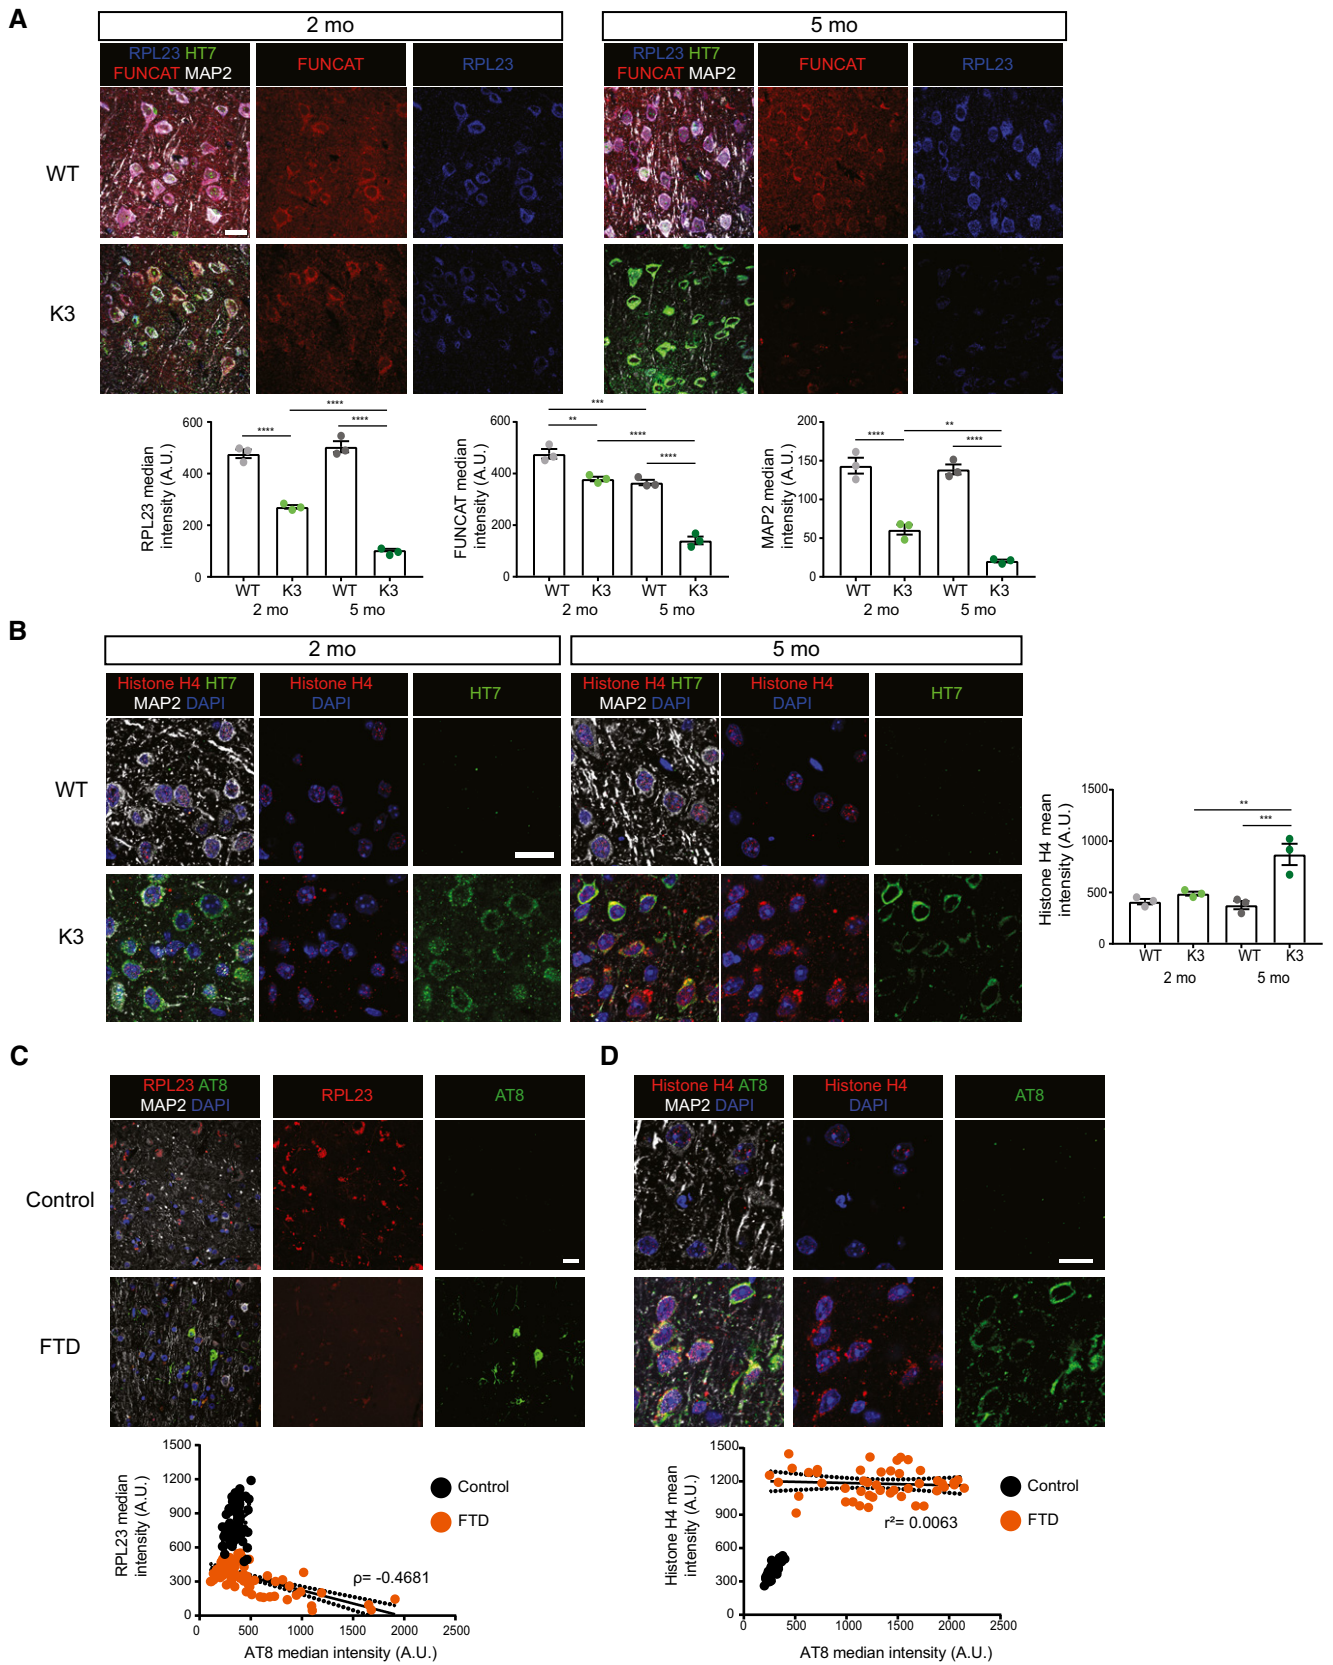 A
2 mo
5 mo
RPL23 HT7
FUNCAT MAP2
FUNCAT
RPL23
RPL23 HT7
FUNCAT MAP2
FUNCAT
RPL23
WT
K3
RPL23 median
intensity (A.U.)
600
400
200
0
****
****
****
WT
K3
WT
K3
2 mo
5 mo
FUNCAT median
intensity (A.U.)
600
400
200
0
***
**
****
****
WT
K3
WT
K3
2 mo
5 mo
MAP2 median
intensity (A.U.)
200
150
100
50
0
**
****
****
WT
K3
WT
K3
2 mo
5 mo
B
2 mo
5 mo
Histone H4 HT7
MAP2 DAPI
Histone H4
DAPI
HT7
Histone H4 HT7
MAP2 DAPI
Histone H4
DAPI
HT7
WT
K3
Histone H4 mean
intensity (A.U.)
1500
1000
500
0
**
***
WT
K3
WT
K3
2 mo
5 mo
C
RPL23 AT8
MAP2 DAPI
RPL23
AT8
Control
FTD
RPL23 median
intensity (A.U.)
1500
1200
900
600
300
0
Control
FTD
ρ= -0.4681
0 500 1000 1500 2000 2500
AT8 median intensity (A.U.)
D
Histone H4 AT8
MAP2 DAPI
Histone H4
DAPI
AT8
Histone H4 mean
intensity (A.U.)
1500
1200
900
600
300
0
Control
FTD
r²= 0.0063
0 500 1000 1500 2000 2500
AT8 median intensity (A.U.)